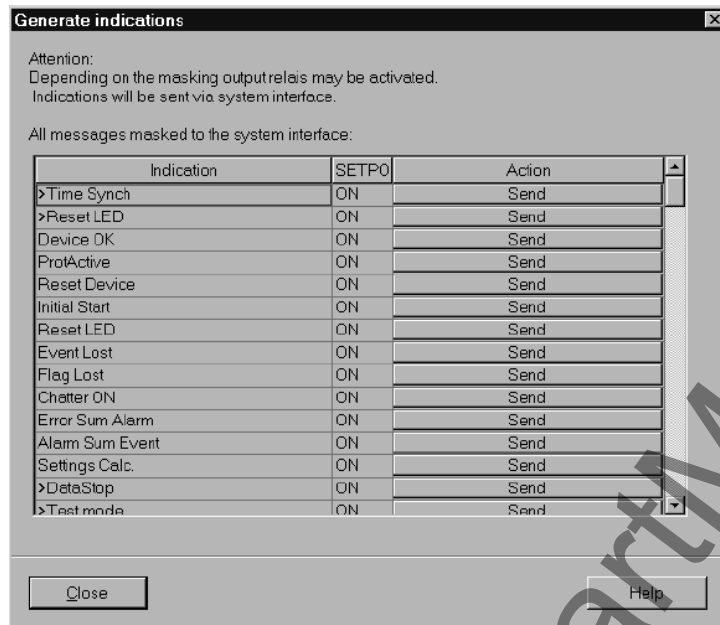 Generate indications
Attention:
Depending on the masking output relais may be activated.
Indications will be sent via system interface.
All messages masked to the system interface:
Indication SETPO Action
>Time Synch ON Send
>Reset LED ON Send
Device OK ON Send
ProtActive ON Send
Reset Device ON Send
Initial Start ON Send
Reset LED ON Send
Event Lost ON Send
Flag Lost ON Send
Chatter ON ON Send
Error Sum Alarm ON Send
Alarm Sum Event ON Send
Settings Calc. ON Send
>DataStop ON Send
>Test mode ON Send
Close Help